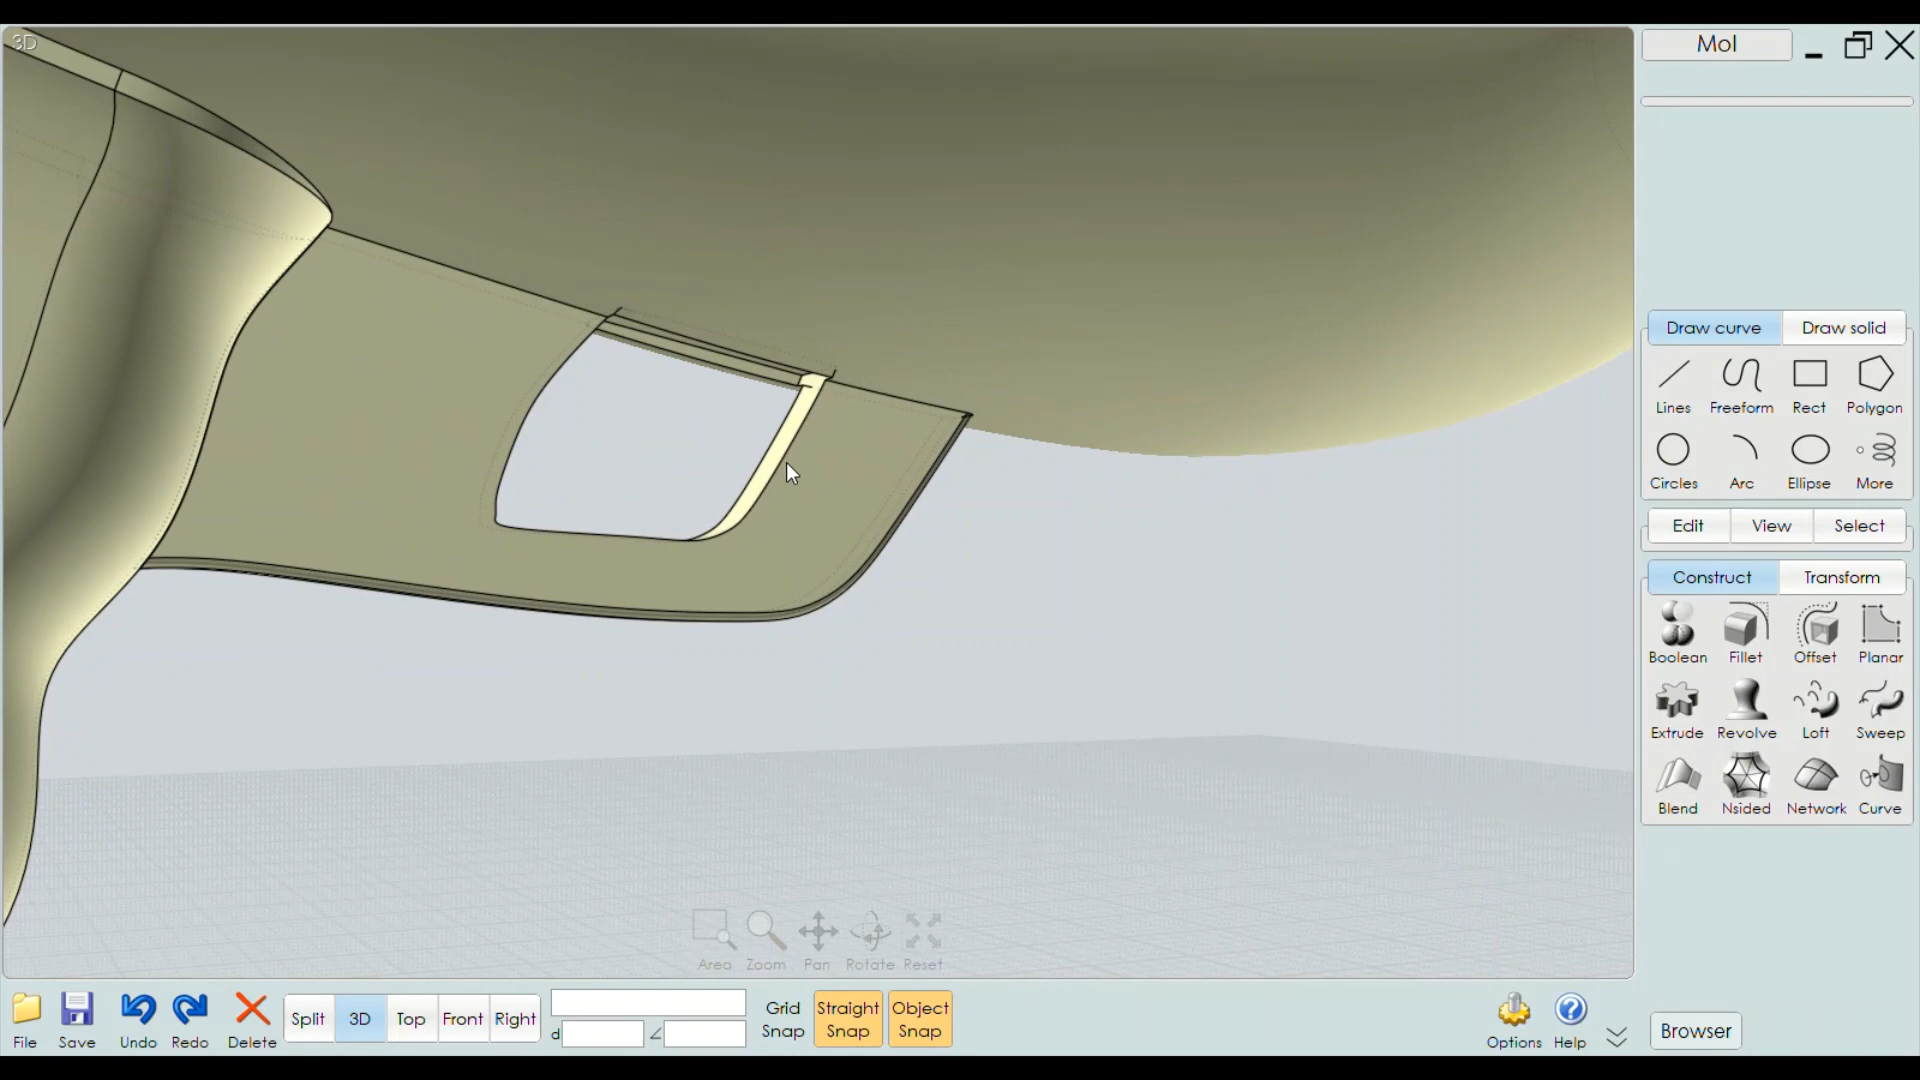 3D
MoI
Draw curve Draw solid
Lines Freeform Rect Polygon
Circles Arc Ellipse More
Edit View Select
Construct Transform
Boolean Fillet Offset Planar
Extrude Revolve Loft Sweep
Blend Nsided Network Curve
Area Zoom Pan Rotate Reset
File Save Undo Redo Delete
Split 3D Top Front Right
d
∠
Grid Snap
Straight Snap
Object Snap
Options Help
Browser